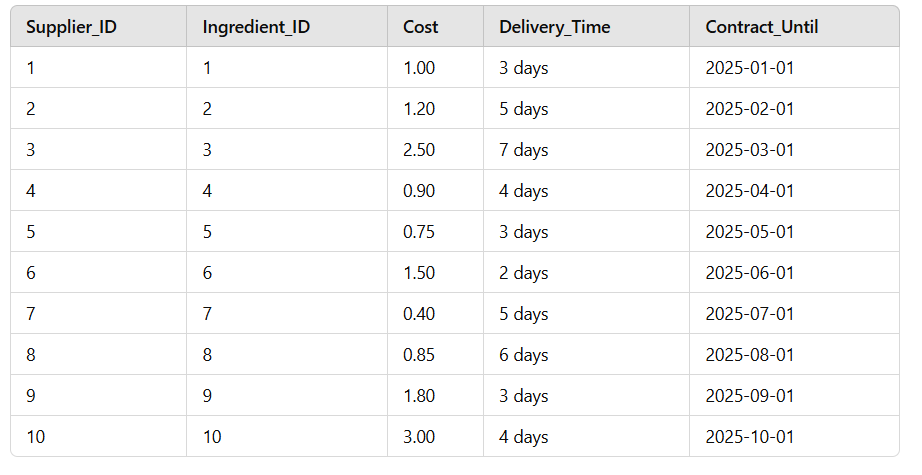 Supplier_ID Ingredient_ID Cost Delivery_Time Contract_Until
1 1 1.00 3 days 2025-01-01
2 2 1.20 5 days 2025-02-01
3 3 2.50 7 days 2025-03-01
4 4 0.90 4 days 2025-04-01
5 5 0.75 3 days 2025-05-01
6 6 1.50 2 days 2025-06-01
7 7 0.40 5 days 2025-07-01
8 8 0.85 6 days 2025-08-01
9 9 1.80 3 days 2025-09-01
10 10 3.00 4 days 2025-10-01